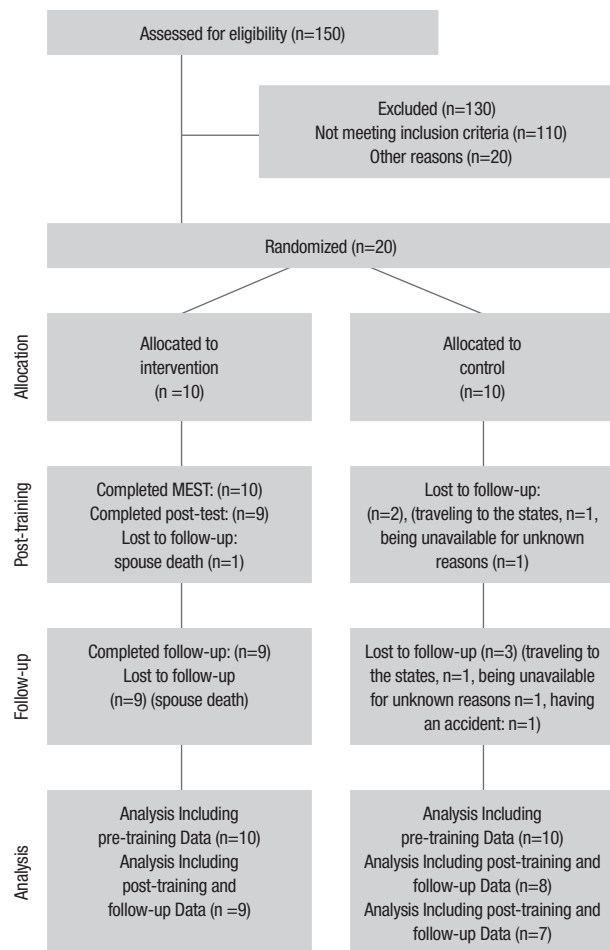 Assessed for eligibility (n=150)
Excluded (n=130)
Not meeting inclusion criteria (n=110)
Other reasons (n=20)
Randomized (n=20)
Allocation
Allocated to
intervention
(n =10)
Allocated to
control
(n=10)
Post-training
Completed MEST: (n=10)
Completed post-test: (n=9)
Lost to follow-up:
spouse death (n=1)
Lost to follow-up:
(n=2), (traveling to the states, n=1,
being unavailable for unknown
reasons (n=1)
Follow-up
Completed follow-up: (n=9)
Lost to follow-up
(n=9) (spouse death)
Lost to follow-up (n=3) (traveling to
the states, n=1, being unavailable
for unknown reasons n=1, having
an accident: n=1)
Analysis
Analysis Including
pre-training Data (n=10)
Analysis Including
post-training and
follow-up Data (n =9)
Analysis Including
pre-training Data (n=10)
Analysis Including post-training and
follow-up Data (n=8)
Analysis Including post-training and
follow-up Data (n=7)